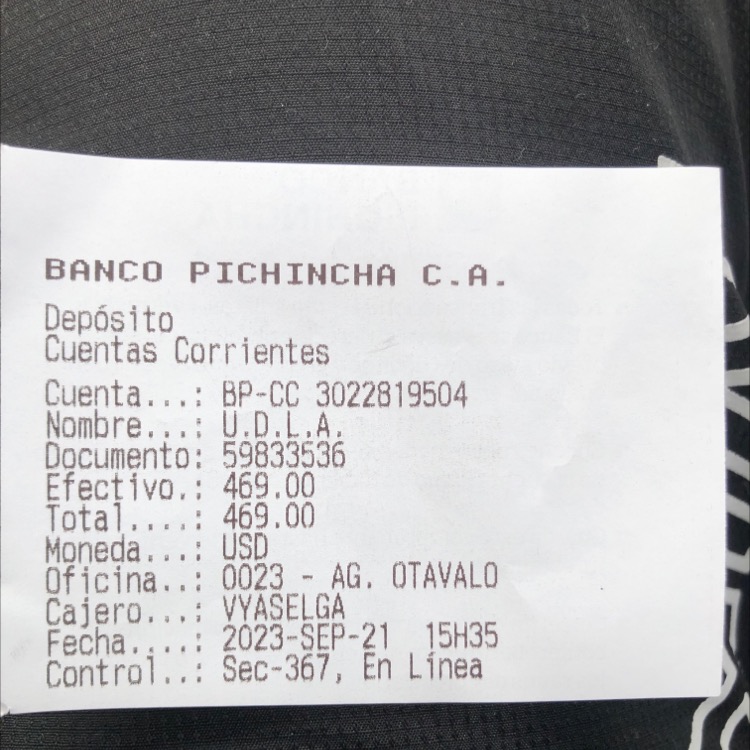 BANCO PICHINCHA C.A.
Depósito
Cuentas Corrientes
Cuenta...: BP-CC 3022819504
Nombre...: U.D.L.A.
Documento: 59833536
Efectivo.: 469.00
Total....: 469.00
Moneda...: USD
Oficina..: 0023 - AG. OTAVALO
Cajero...: VYASELGA
Fecha....: 2023-SEP-21 15H35
Control..: Sec-367, En Línea